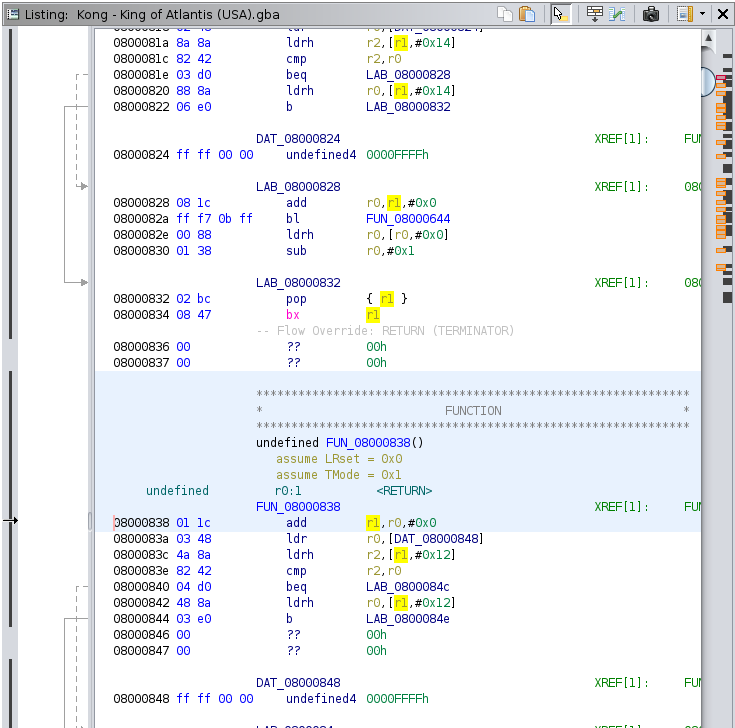 Listing: Kong - King of Atlantis (USA).gba
0800081a 8a 8a ldrh r2,[r1,#0x14]
0800081c 82 42 cmp r2,r0
0800081e 03 d0 beq LAB_08000828
08000820 88 8a ldrh r0,[r1,#0x14]
08000822 06 e0 b LAB_08000832
DAT_08000824 XREF[1]: FUN
08000824 ff ff 00 00 undefined4 0000FFFFh
LAB_08000828 XREF[1]: 080
08000828 08 1c add r0,r1,#0x0
0800082a ff f7 0b ff bl FUN_08000644
0800082e 00 88 ldrh r0,[r0,#0x0]
08000830 01 38 sub r0,#0x1
LAB_08000832 XREF[1]: 080
08000832 02 bc pop { r1 }
08000834 08 47 bx r1
-- Flow Override: RETURN (TERMINATOR)
08000836 00 ?? 00h
08000837 00 ?? 00h
**************************************************************
* FUNCTION *
**************************************************************
undefined FUN_08000838()
assume LRset = 0x0
assume TMode = 0x1
undefined r0:1 <RETURN>
FUN_08000838 XREF[1]: FUN
08000838 01 1c add r1,r0,#0x0
0800083a 03 48 ldr r0,[DAT_08000848]
0800083c 4a 8a ldrh r2,[r1,#0x12]
0800083e 82 42 cmp r2,r0
08000840 04 d0 beq LAB_0800084c
08000842 48 8a ldrh r0,[r1,#0x12]
08000844 03 e0 b LAB_0800084e
08000846 00 ?? 00h
08000847 00 ?? 00h
DAT_08000848 XREF[1]: FUN
08000848 ff ff 00 00 undefined4 0000FFFFh